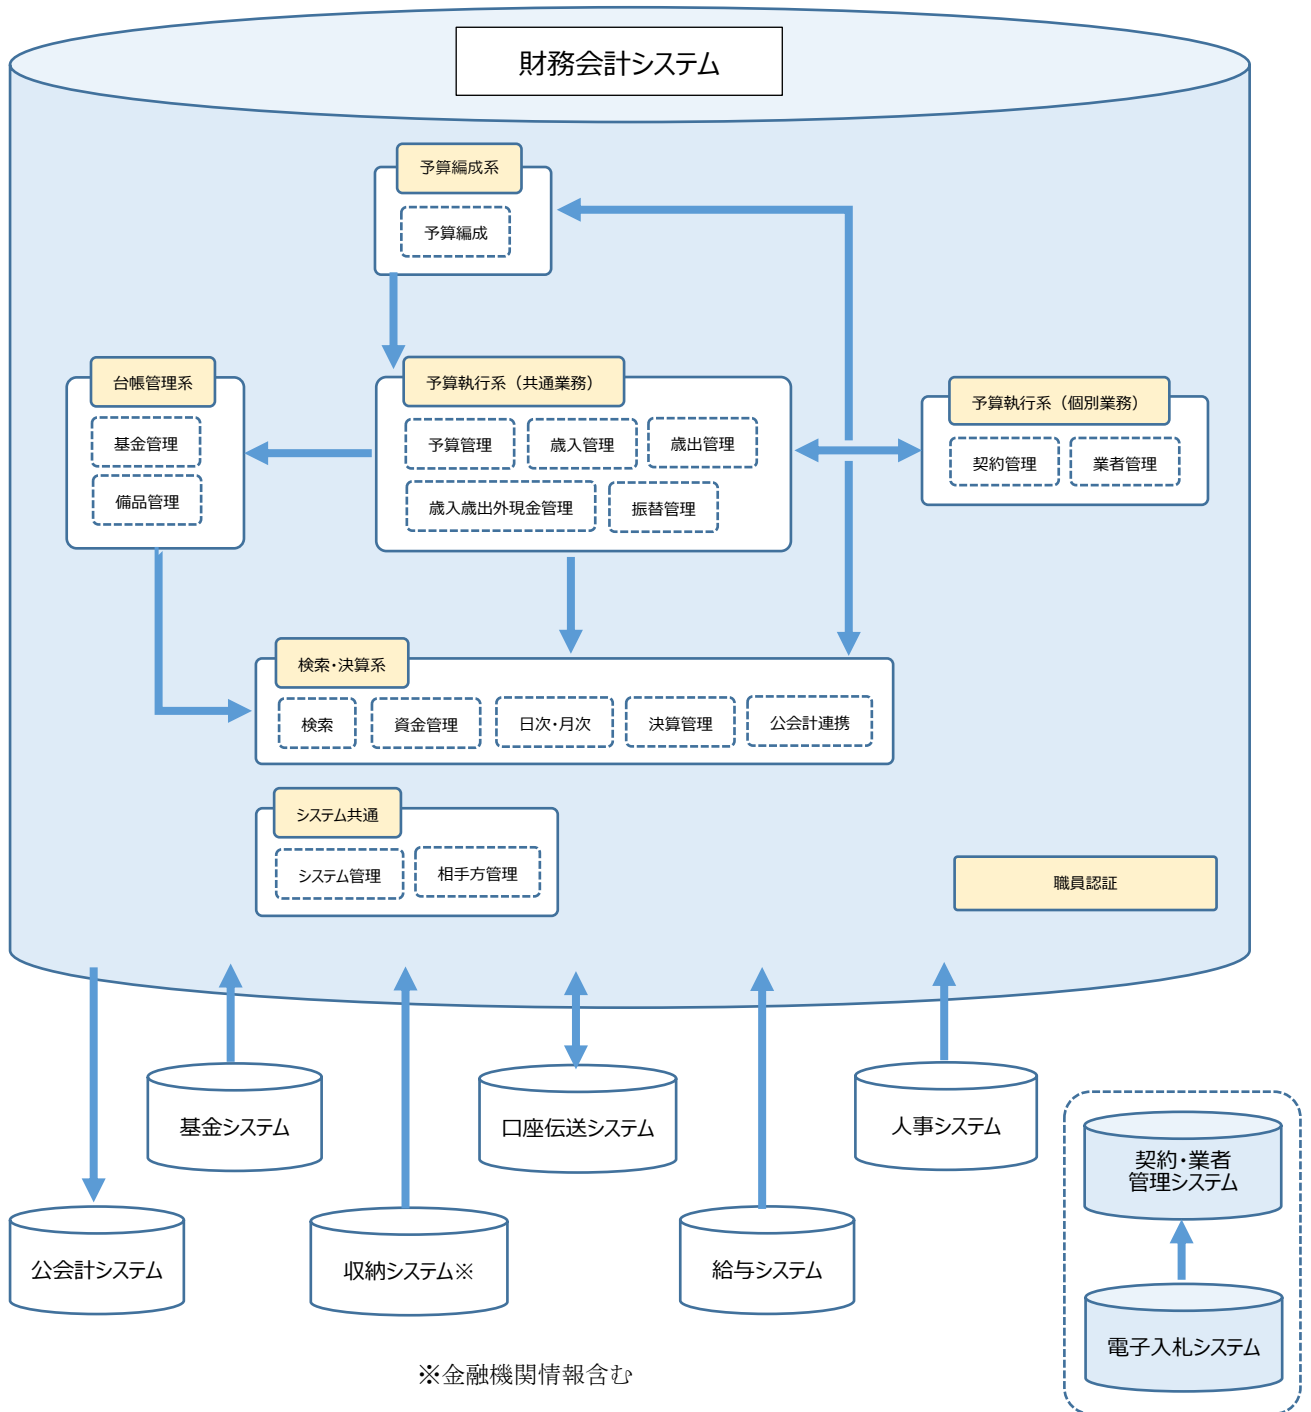 財務会計システム
予算編成系
予算編成
台帳管理系
基金管理
備品管理
予算執行系（共通業務）
予算管理
歳入管理
歳出管理
歳入歳出外現金管理
振替管理
予算執行系（個別業務）
契約管理
業者管理
検索・決算系
検索
資金管理
日次・月次
決算管理
公会計連携
システム共通
システム管理
相手方管理
職員認証
基金システム
口座伝送システム
人事システム
契約・業者
管理システム
公会計システム
収納システム※
給与システム
電子入札システム
※金融機関情報含む